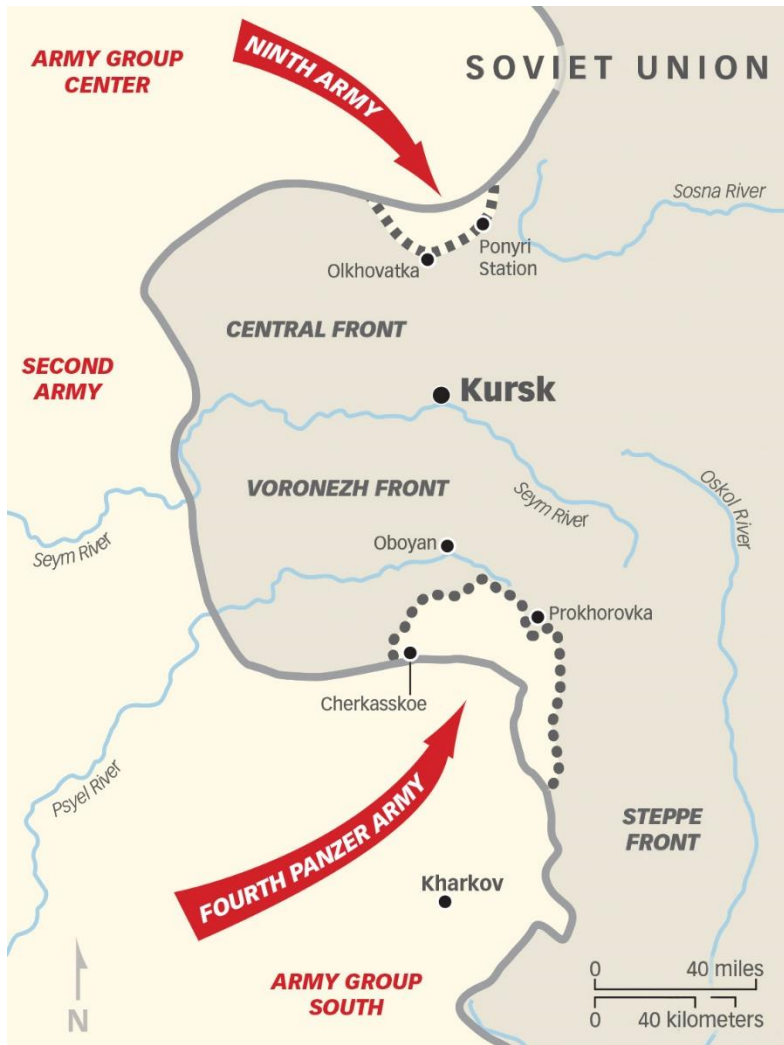 ARMY GROUP
CENTER
NINTH ARMY
SOVIET UNION
Sosna River
Ponyri
Station
Olkhovatka
CENTRAL FRONT
SECOND
ARMY
Kursk
VORONEZH FRONT
Seym River
Oskol River
Seym River
Oboyan
Prokhorovka
Cherkasskoe
Psyel River
FOURTH PANZER ARMY
STEPPE
FRONT
Kharkov
ARMY GROUP
SOUTH
N
0 40 miles
0 40 kilometers